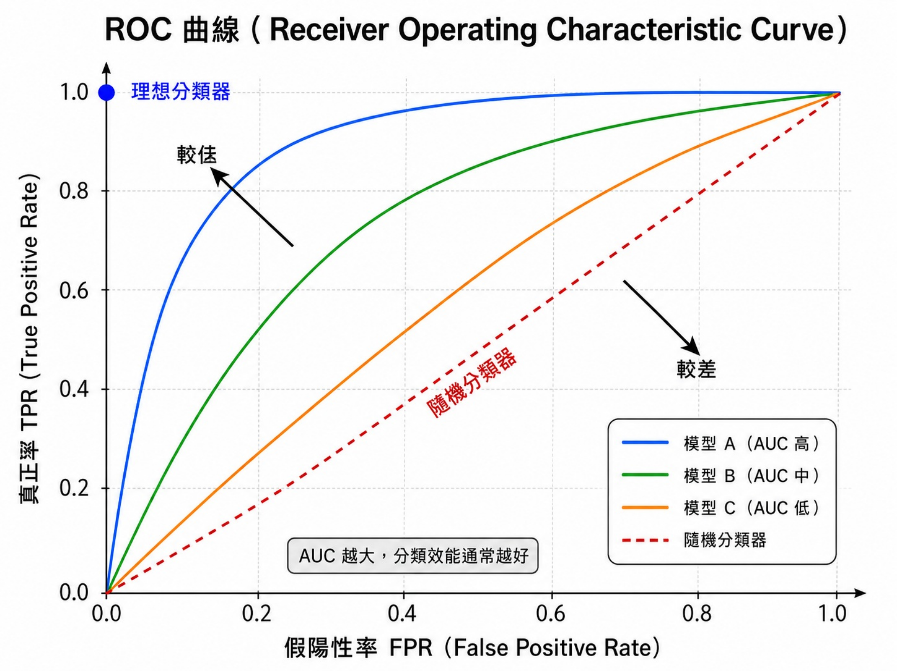 ROC 曲線 ( Receiver Operating Characteristic Curve)
1.0
理想分類器
較佳
0.8
0.6
較差
隨機分類器
0.4
0.2
0.0
真正率 TPR (True Positive Rate)
模型 A (AUC 高)
模型 B (AUC 中)
模型 C (AUC 低)
隨機分類器
AUC 越大，分類效能通常越好
0.0 0.2 0.4 0.6 0.8 1.0
假陽性率 FPR (False Positive Rate)